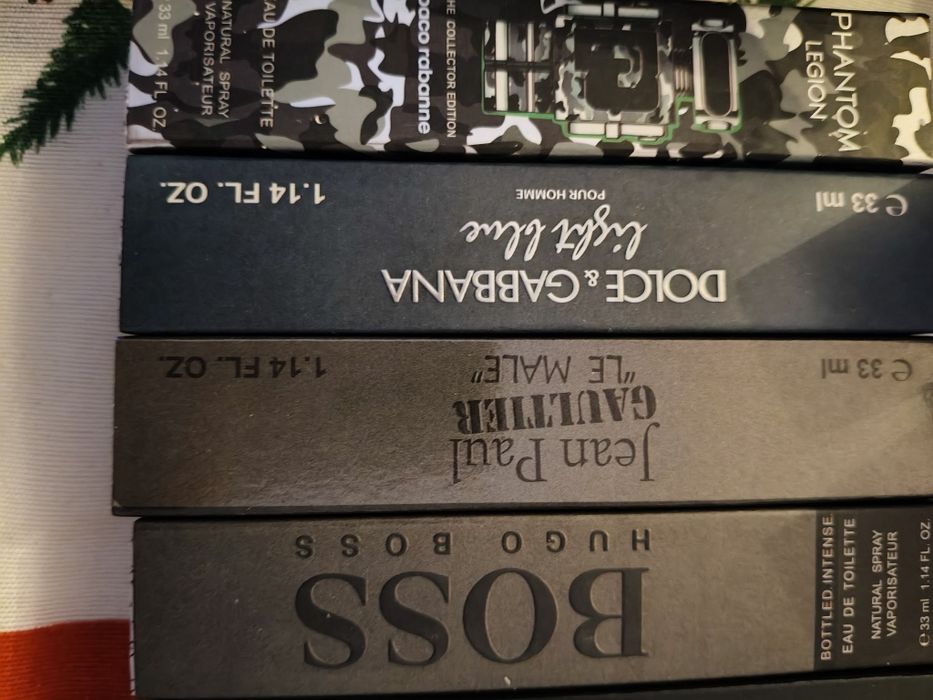 PHANTOM
LEGION
THE COLLECTOR EDITION
paco rabanne
EAU DE TOILETTE
NATURAL SPRAY
VAPORISATEUR
33 ml 1.14 FL. OZ.
DOLCE & GABBANA
light blue
POUR HOMME
℮ 33 ml
1.14 FL. OZ.
Jean Paul
GAULTIER
"LE MALE"
℮ 33 ml
1.14 FL. OZ.
BOSS
HUGO BOSS
BOTTLED.INTENSE.
EAU DE TOILETTE
NATURAL SPRAY
VAPORISATEUR
℮ 33 ml 1.14 FL. OZ.